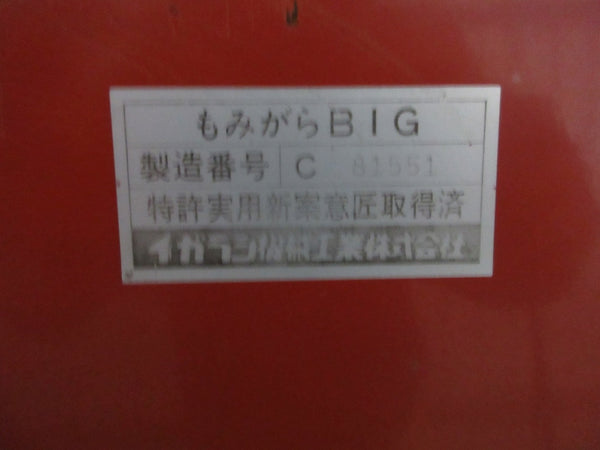 もみがらBIG
製造番号 C 81551
特許実用新案意匠取得済
イガラシ機械工業株式会社